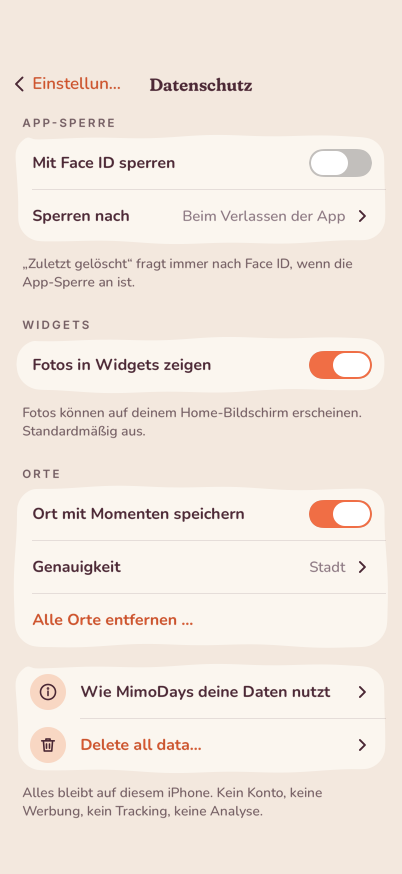 Einstellun...
Datenschutz
APP-SPERRE
Mit Face ID sperren
Sperren nach
Beim Verlassen der App
„Zuletzt gelöscht“ fragt immer nach Face ID, wenn die
App-Sperre an ist.
WIDGETS
Fotos in Widgets zeigen
Fotos können auf deinem Home-Bildschirm erscheinen.
Standardmäßig aus.
ORTE
Ort mit Momenten speichern
Genauigkeit
Stadt
Alle Orte entfernen ...
Wie MimoDays deine Daten nutzt
Delete all data...
Alles bleibt auf diesem iPhone. Kein Konto, keine
Werbung, kein Tracking, keine Analyse.